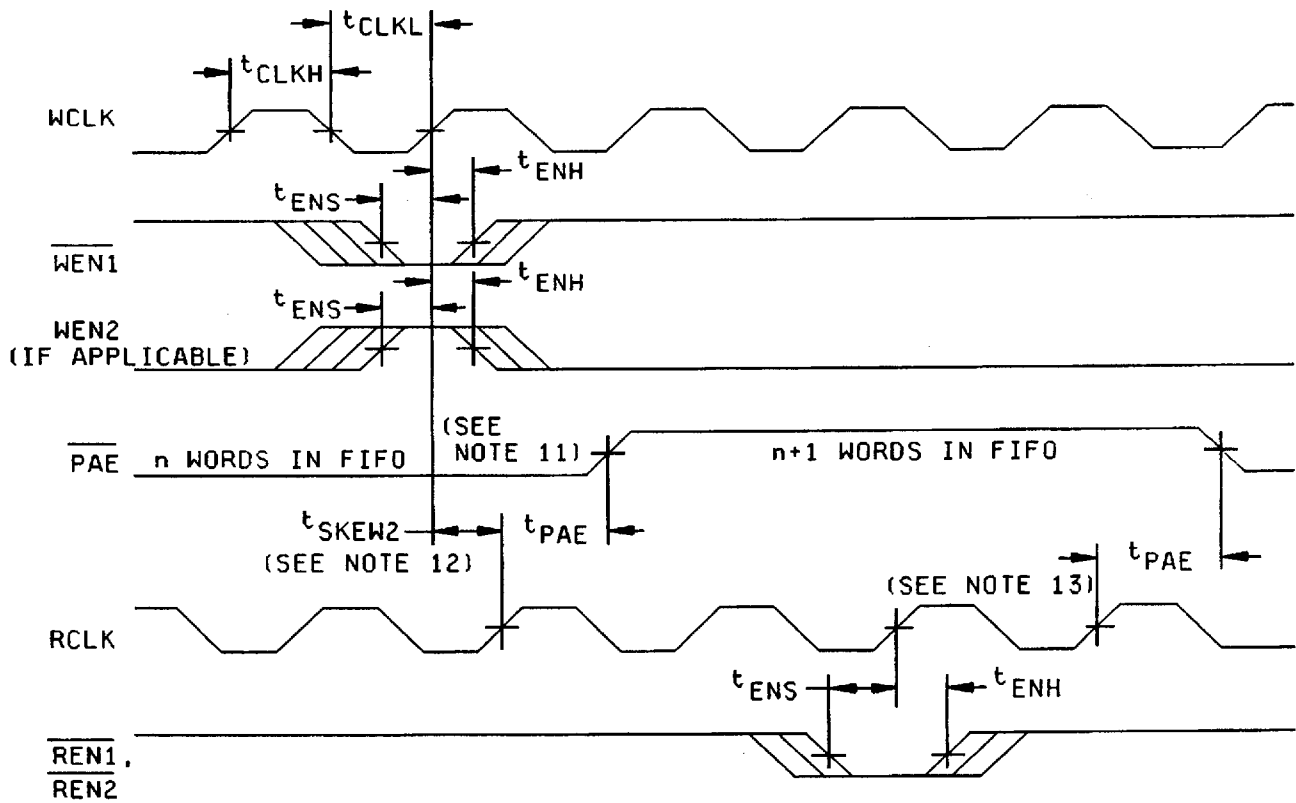 tCLKL
tCLKH
WCLK
tENH
tENS
WEN1
tENH
tENS
WEN2
(IF APPLICABLE)
(SEE
NOTE 11)
PAE
n WORDS IN FIFO
n+1 WORDS IN FIFO
tSKEW2
(SEE NOTE 12)
tPAE
tPAE
(SEE NOTE 13)
RCLK
tENS
tENH
REN1,
REN2